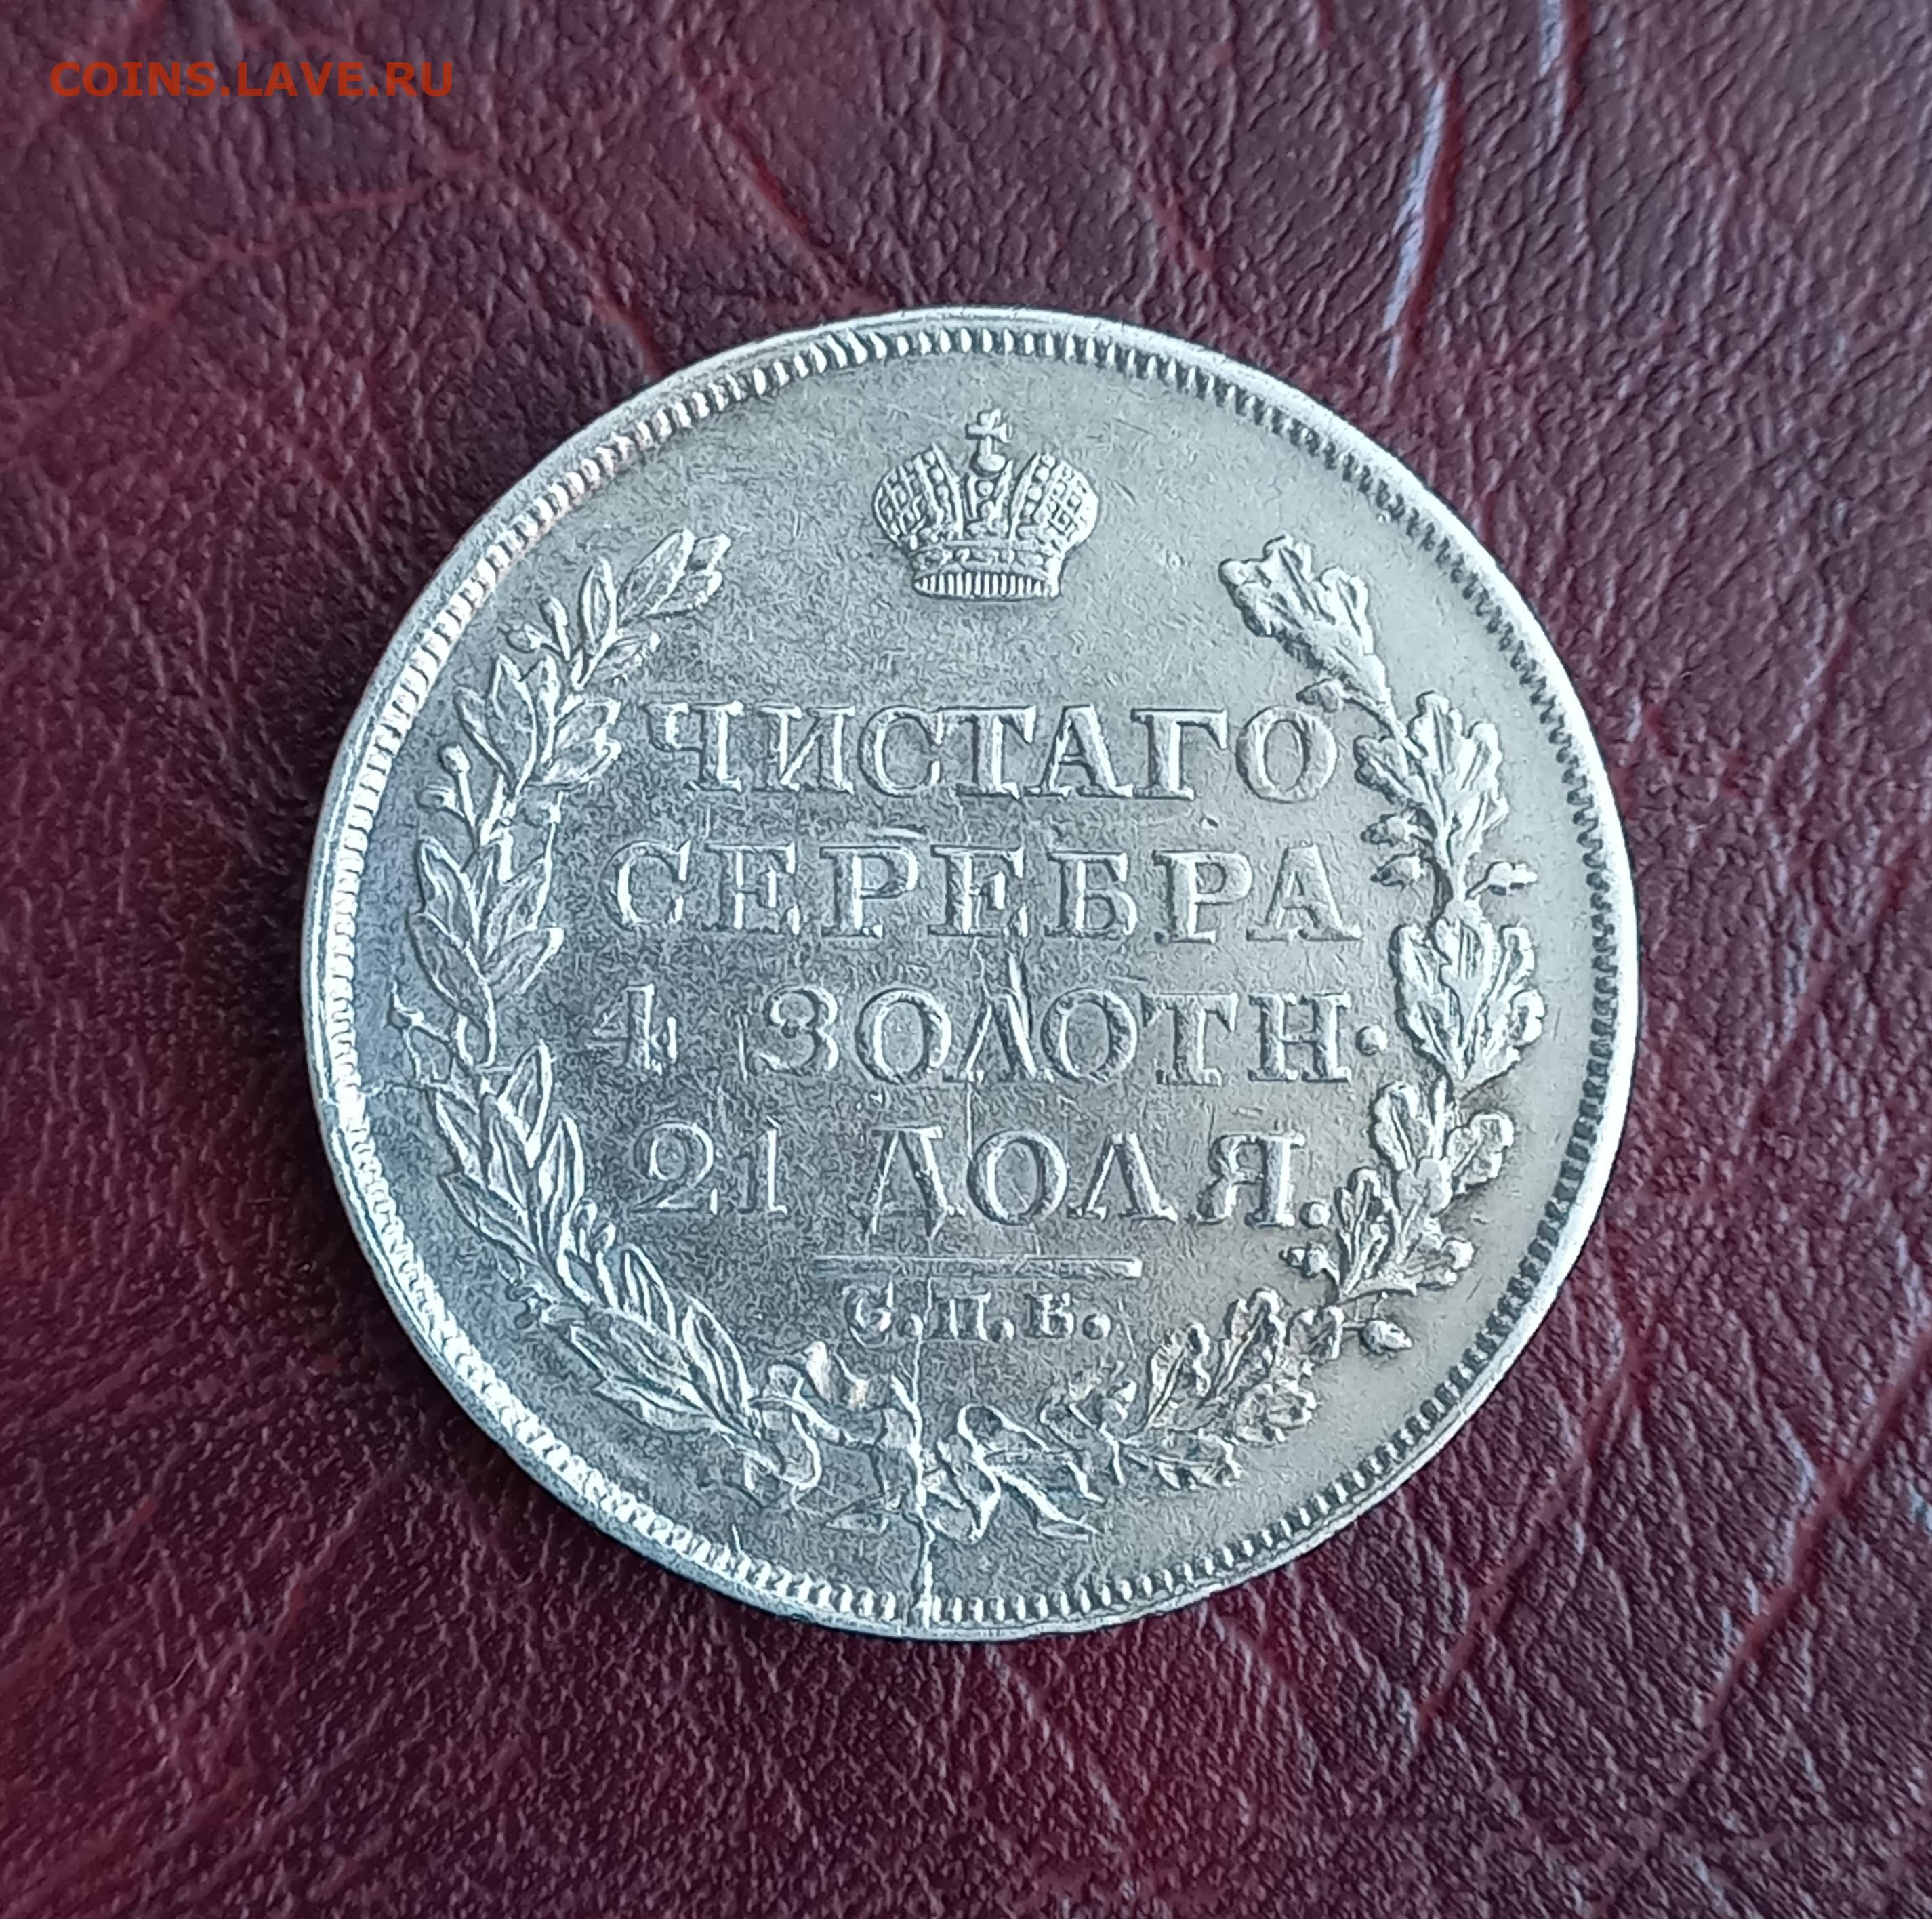 COINS.LAVE.RU
ЧИСТАГО
СЕРЕБРА
4 ЗОЛОТН.
21 ДОЛЯ.
С.П.Б.